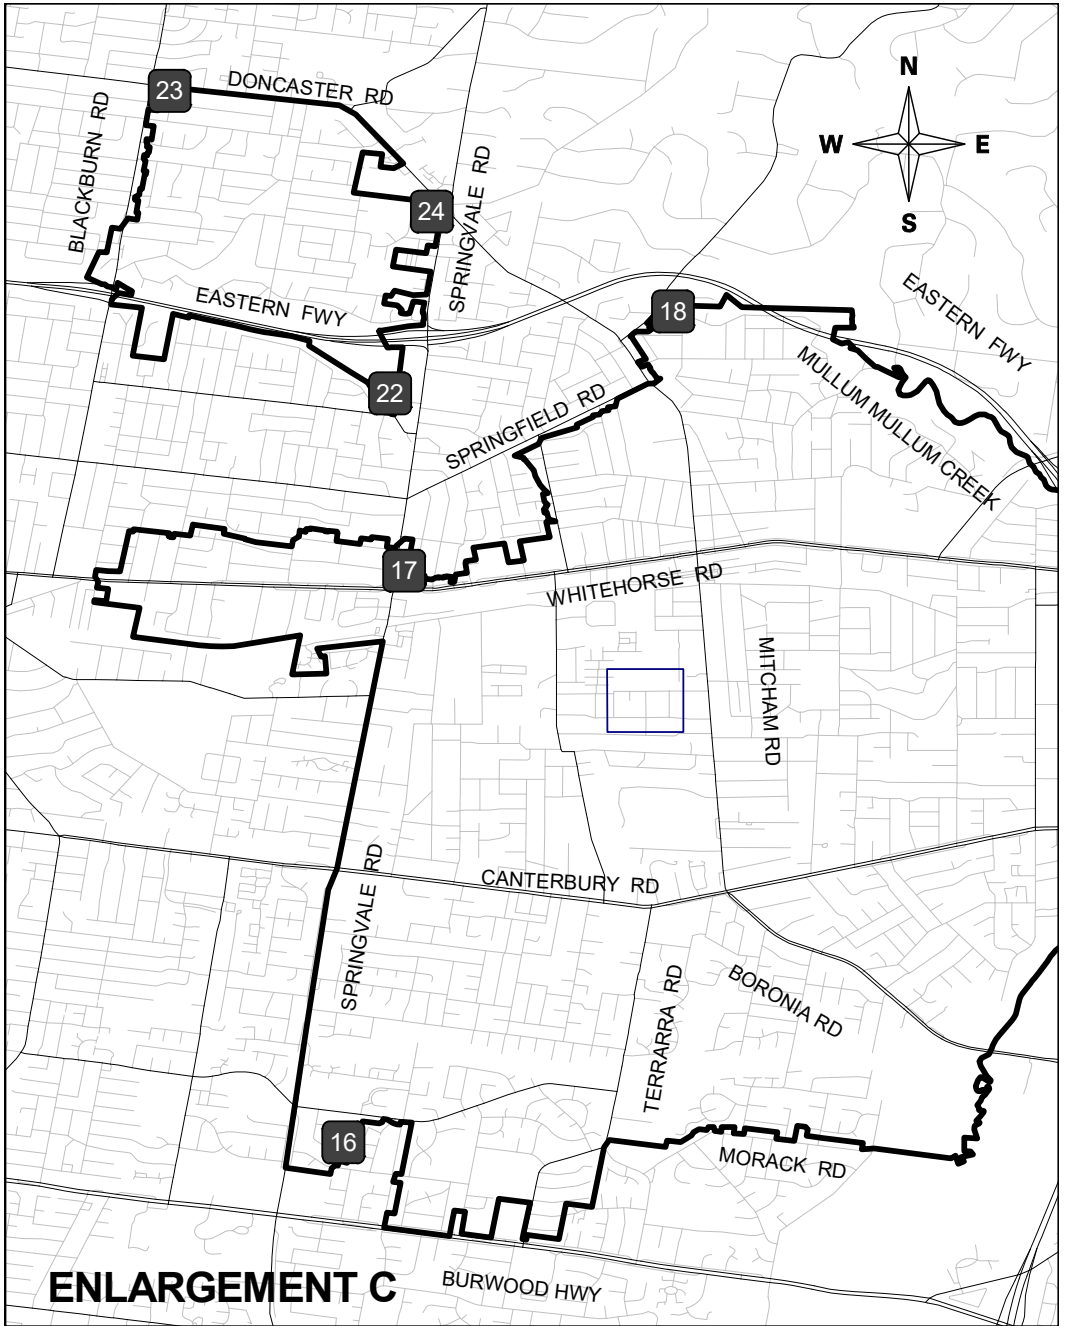 N
W E
S
23
DONCASTER RD
BLACKBURN RD
24
SPRINGVALE RD
EASTERN FWY
EASTERN FWY
18
MULLUM MULLUM CREEK
22
SPRINGFIELD RD
17
WHITEHORSE RD
MITCHAM RD
SPRINGVALE RD
CANTERBURY RD
TERRARRA RD
BORONIA RD
16
MORACK RD
ENLARGEMENT C
BURWOOD HWY